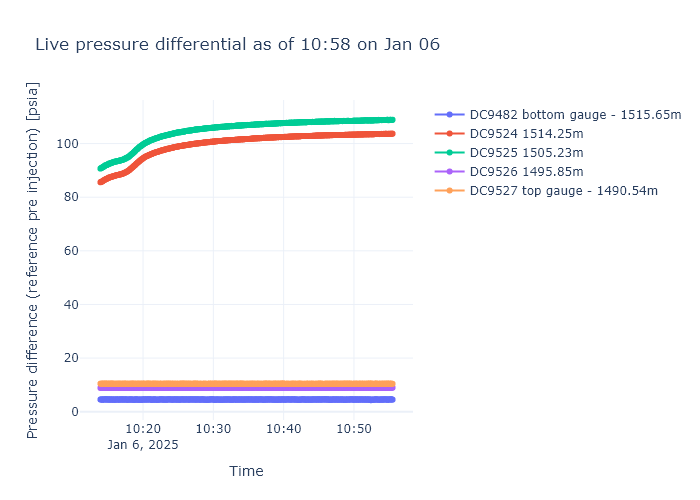 Live pressure differential as of 10:58 on Jan 06
Pressure difference (reference pre injection) [psia]
100
80
60
40
20
0
10:20
Jan 6, 2025
10:30
10:40
10:50
Time
DC9482 bottom gauge - 1515.65m
DC9524 1514.25m
DC9525 1505.23m
DC9526 1495.85m
DC9527 top gauge - 1490.54m